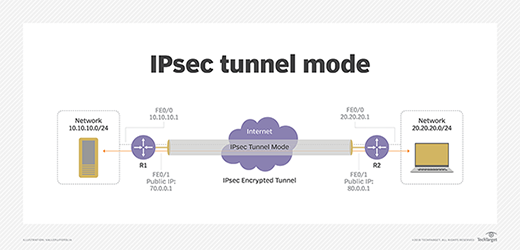 IPsec tunnel mode
Network
10.10.10.0/24
FE0/0
10.10.10.1
R1
FE0/1
Public IP:
70.0.0.1
Internet
IPsec Tunnel Mode
IPsec Encrypted Tunnel
FE0/0
20.20.20.1
R2
FE0/1
Public IP:
80.0.0.1
Network
20.20.20.0/24
TechTarget